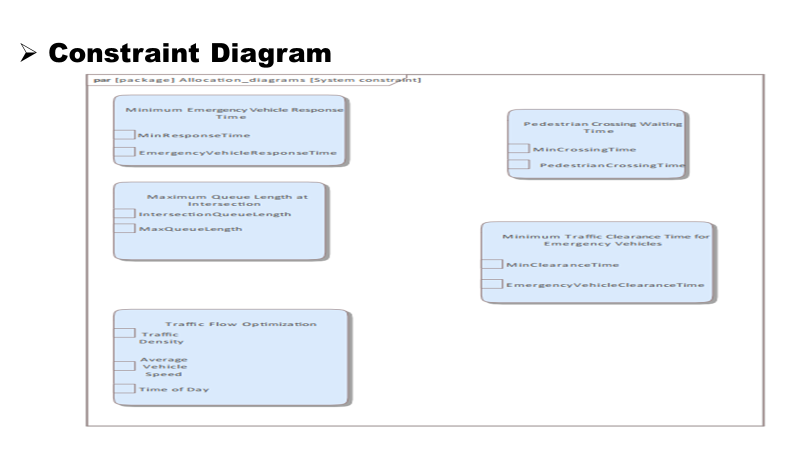 ➢ Constraint Diagram
par [package] Allocation_diagrams [System constraint]
Minimum Emergency Vehicle Response
Time
MinResponseTime
EmergencyVehicleResponseTime
Pedestrian Crossing Waiting
Time
MinCrossingTime
PedestrianCrossingTime
Maximum Queue Length at
Intersection
IntersectionQueueLength
MaxQueueLength
Minimum Traffic Clearance Time for
Emergency Vehicles
MinClearanceTime
EmergencyVehicleClearanceTime
Traffic Flow Optimization
Traffic
Density
Average
Vehicle
Speed
Time of Day